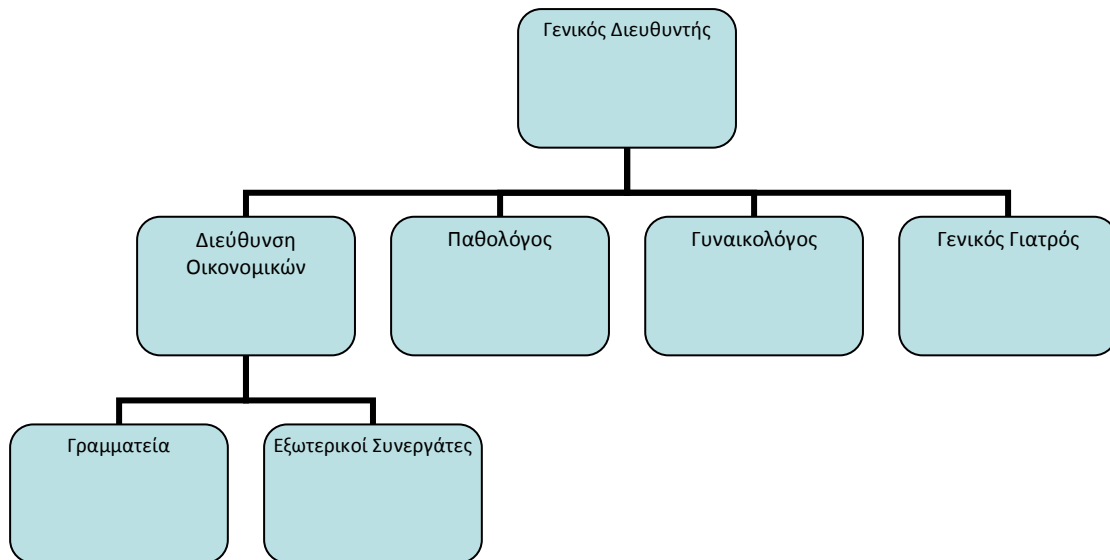 Γενικός Διευθυντής
Διεύθυνση
Οικονομικών
Παθολόγος
Γυναικολόγος
Γενικός Γιατρός
Γραμματεία
Εξωτερικοί Συνεργάτες